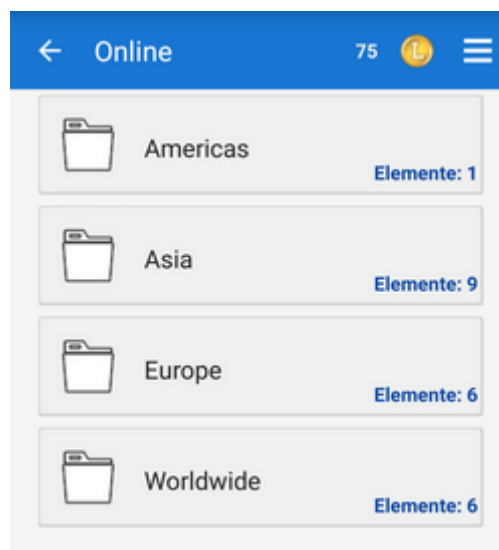 Online 75 L
Americas
Elemente: 1
Asia
Elemente: 9
Europe
Elemente: 6
Worldwide
Elemente: 6